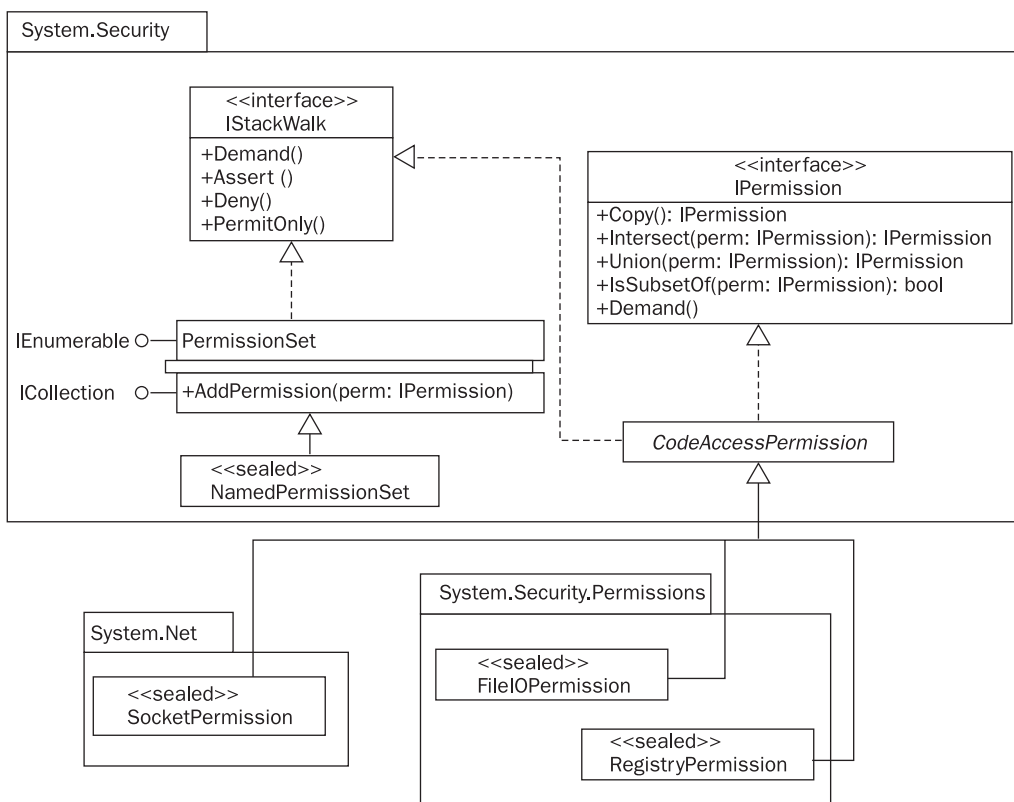 System.Security
<<interface>>
IStackWalk
+Demand()
+Assert ()
+Deny()
+PermitOnly()
<<interface>>
IPermission
+Copy(): IPermission
+Intersect(perm: IPermission): IPermission
+Union(perm: IPermission): IPermission
+IsSubsetOf(perm: IPermission): bool
+Demand()
IEnumerable
PermissionSet
ICollection
+AddPermission(perm: IPermission)
<<sealed>>
NamedPermissionSet
CodeAccessPermission
System.Net
<<sealed>>
SocketPermission
System.Security.Permissions
<<sealed>>
FileIOPermission
<<sealed>>
RegistryPermission